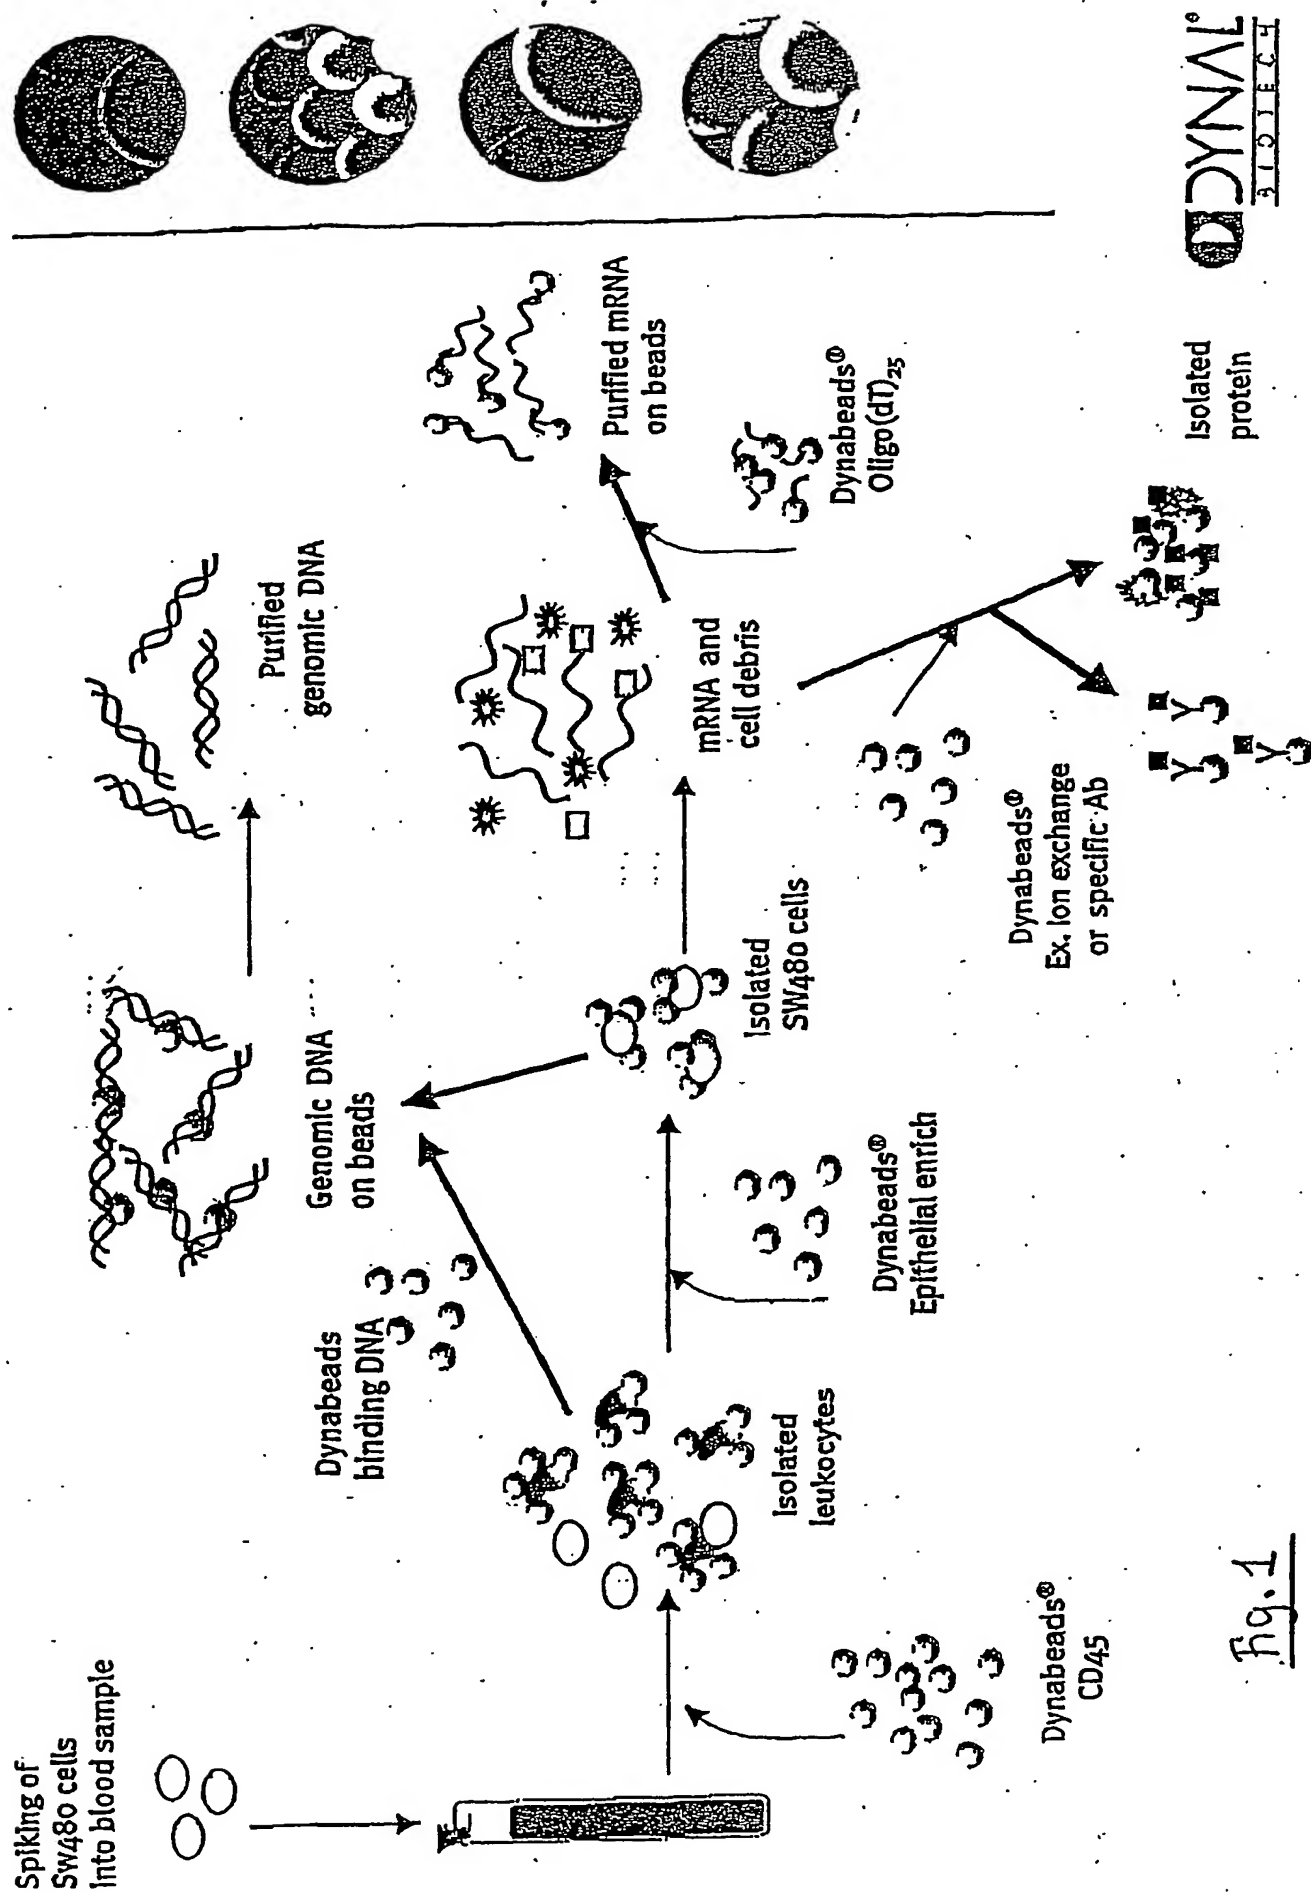 Spiking of
SW480 cells
Into blood sample
Dynabeads®
CD45
Isolated
leukocytes
Dynabeads
binding DNA
Dynabeads®
Epithelial enrich
Genomic DNA
on beads
Isolated
SW480 cells
Purified
genomic DNA
mRNA and
cell debris
Dynabeads®
Ex. Ion exchange
or specific Ab
Purified mRNA
on beads
Dynabeads®
Oligo(dT)25
Isolated
protein
DYNAL®
BIOTECH
Fig. 1